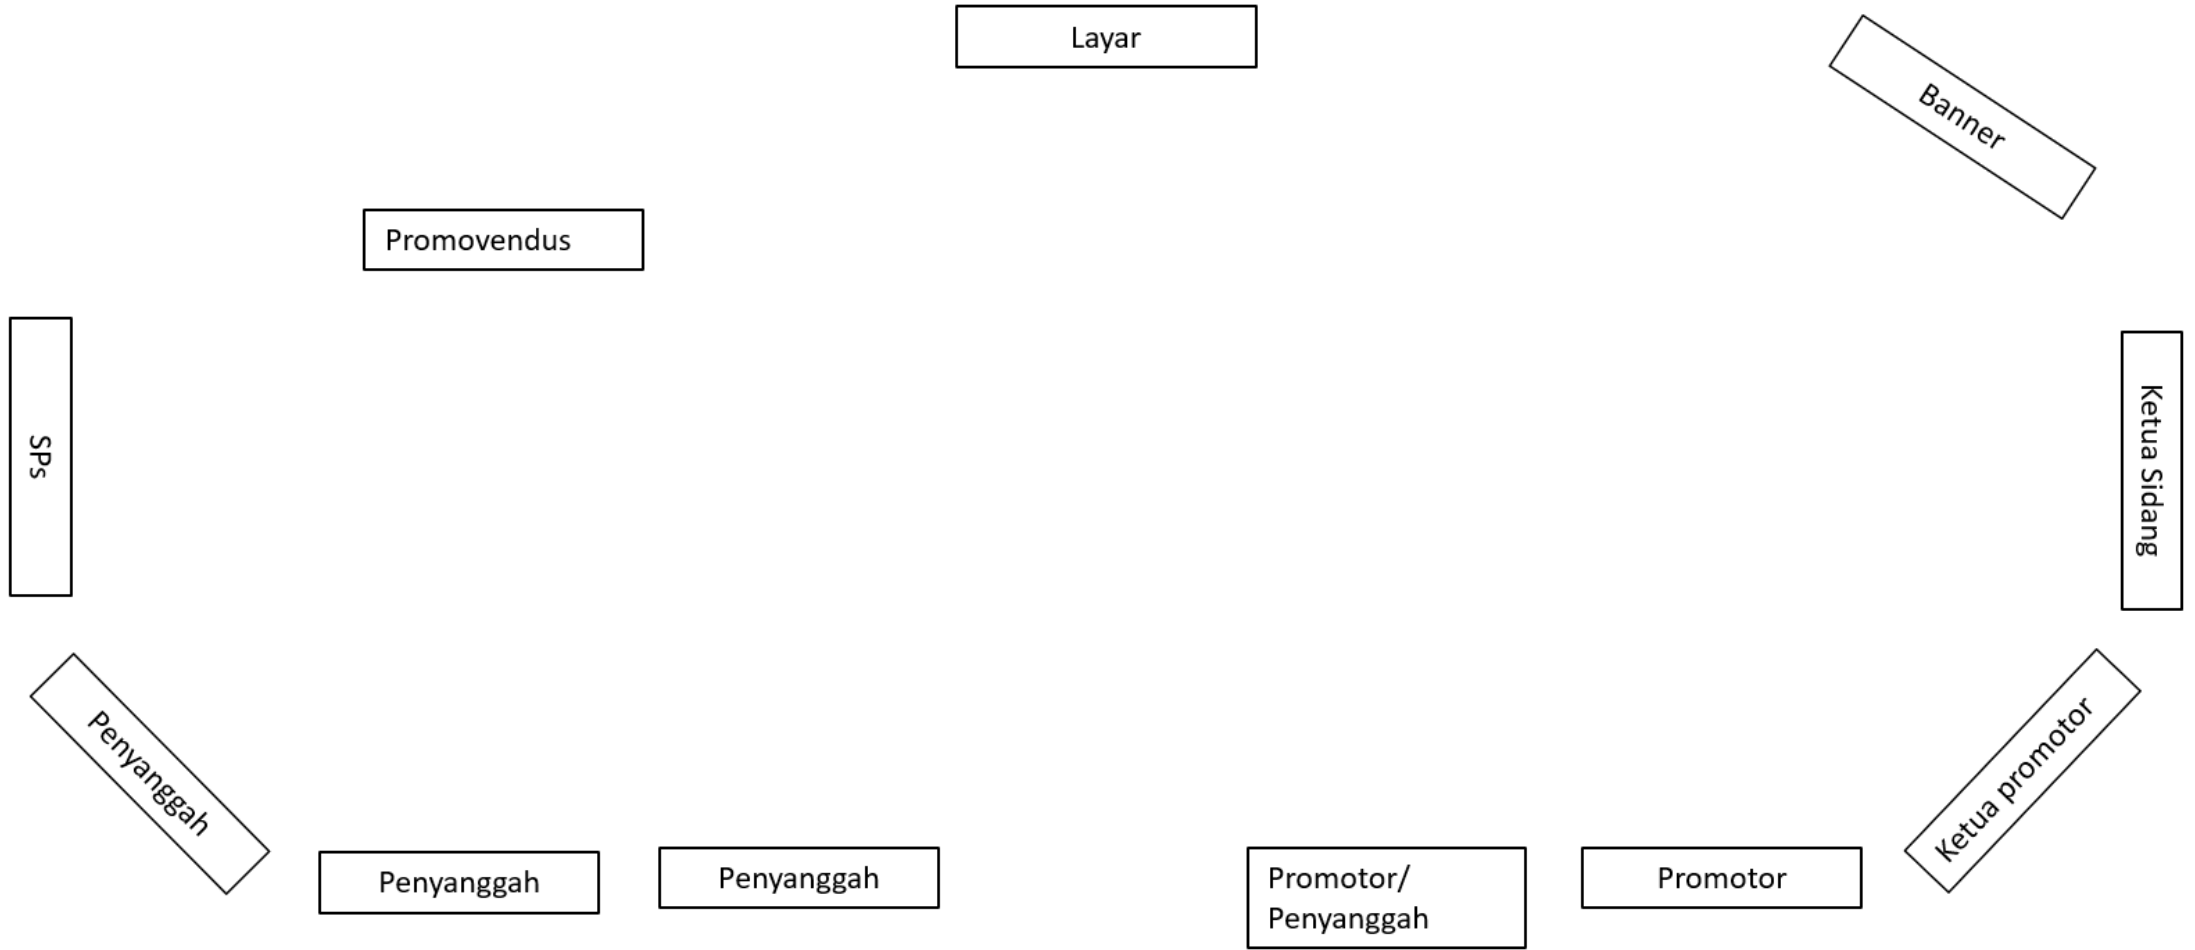 Layar
Banner
Promovendus
SPs
Ketua Sidang
Penyanggah
Ketua promotor
Penyanggah
Penyanggah
Promotor/
Penyanggah
Promotor